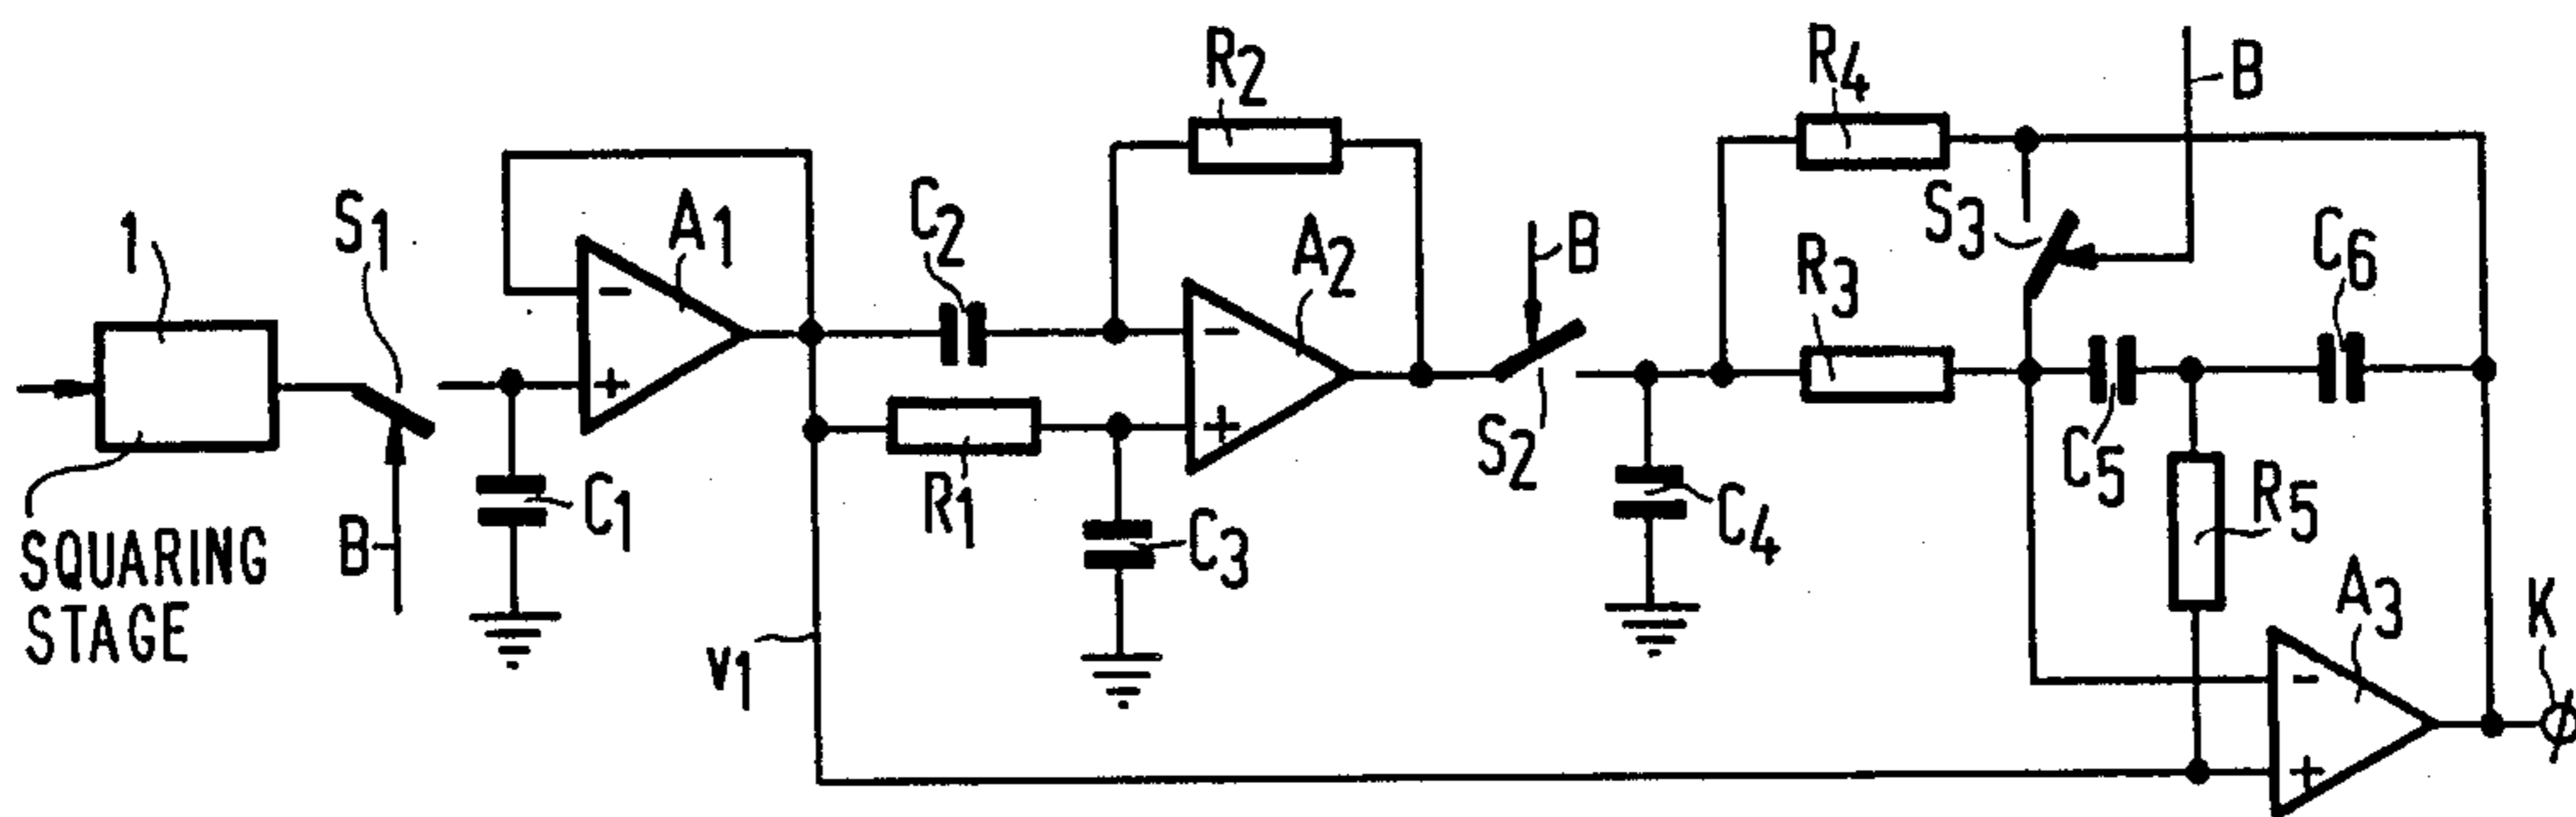 1
S1
A1
C2
R2
A2
B
R4
B
S3
R3
C6
B
C1
R1
C3
S2
C4
C5
R5
A3
K
SQUARING
STAGE
v1
-
+
-
+
-
+